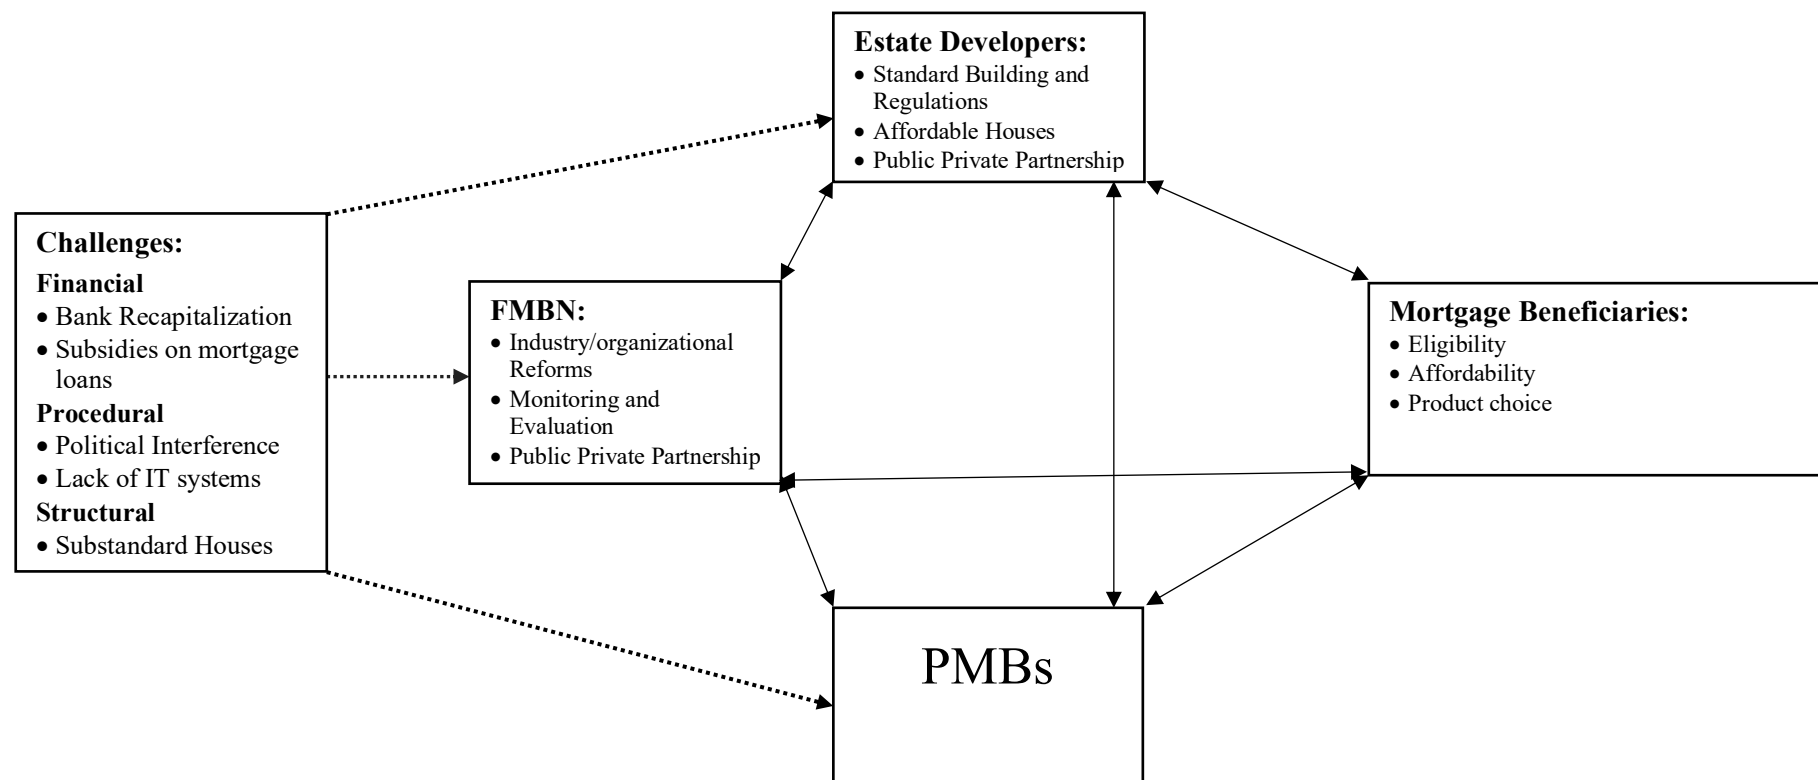 Estate Developers:
• Standard Building and
Regulations
• Affordable Houses
• Public Private Partnership
Challenges:
Financial
• Bank Recapitalization
• Subsidies on mortgage
loans
Procedural
• Political Interference
• Lack of IT systems
Structural
• Substandard Houses
FMBN:
• Industry/organizational
Reforms
• Monitoring and
Evaluation
• Public Private Partnership
Mortgage Beneficiaries:
• Eligibility
• Affordability
• Product choice
PMBs